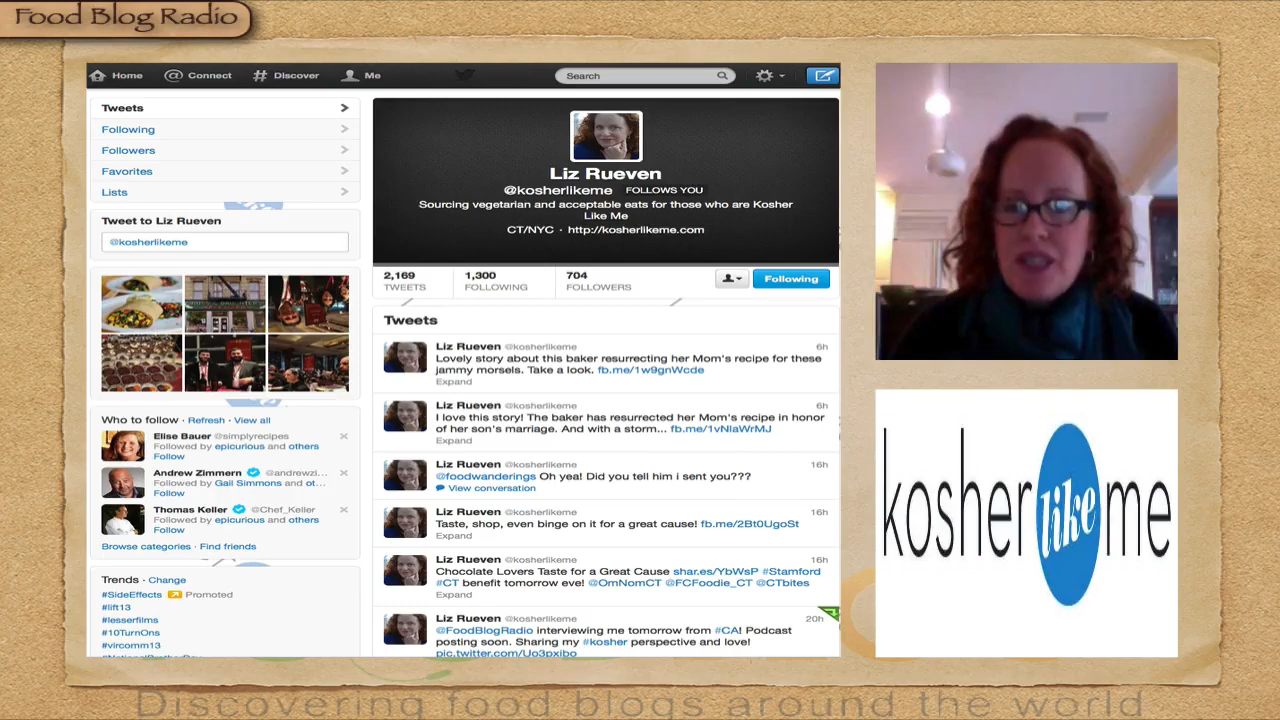 Food Blog Radio
Home
Connect
Discover
Me
Search
Tweets
Following
Followers
Favorites
Lists
Tweet to Liz Rueven
@kosherlikeme
Who to follow · Refresh · View all
Elise Bauer @simplyrecipes
Followed by epicurious and others
Follow
Andrew Zimmern @andrewzi...
Followed by Gail Simmons and ot...
Follow
Thomas Keller @Chef_Keller
Followed by epicurious and others
Follow
Browse categories · Find friends
Trends · Change
#SideEffects Promoted
#lift13
#lesserfilms
#10TurnOns
#vircomm13
Liz Rueven
@kosherlikeme FOLLOWS YOU
Sourcing vegetarian and acceptable eats for those who are Kosher
Like Me
CT/NYC · http://kosherlikeme.com
2,169
TWEETS
1,300
FOLLOWING
704
FOLLOWERS
Following
Tweets
Liz Rueven @kosherlikeme 6h
Lovely story about this baker resurrecting her Mom's recipe for these
jammy morsels. Take a look. fb.me/1w9gnWcde
Expand
Liz Rueven @kosherlikeme 6h
I love this story! The baker has resurrected her Mom's recipe in honor
of her son's marriage. And with a storm... fb.me/1vNlaWrMJ
Expand
Liz Rueven @kosherlikeme 16h
@foodwanderings Oh yea! Did you tell him i sent you???
View conversation
Liz Rueven @kosherlikeme 16h
Taste, shop, even binge on it for a great cause! fb.me/2Bt0UgoSt
Expand
Liz Rueven @kosherlikeme 16h
Chocolate Lovers Taste for a Great Cause shar.es/YbWsP #Stamford
#CT benefit tomorrow eve! @OmNomCT @FCFoodie_CT @CTbites
Expand
Liz Rueven @kosherlikeme 20h
@FoodBlogRadio interviewing me tomorrow from #CA! Podcast
posting soon. Sharing my #kosher perspective and love!
pic.twitter.com/Uo3pxibo
kosher like me
Discovering food blogs around the world